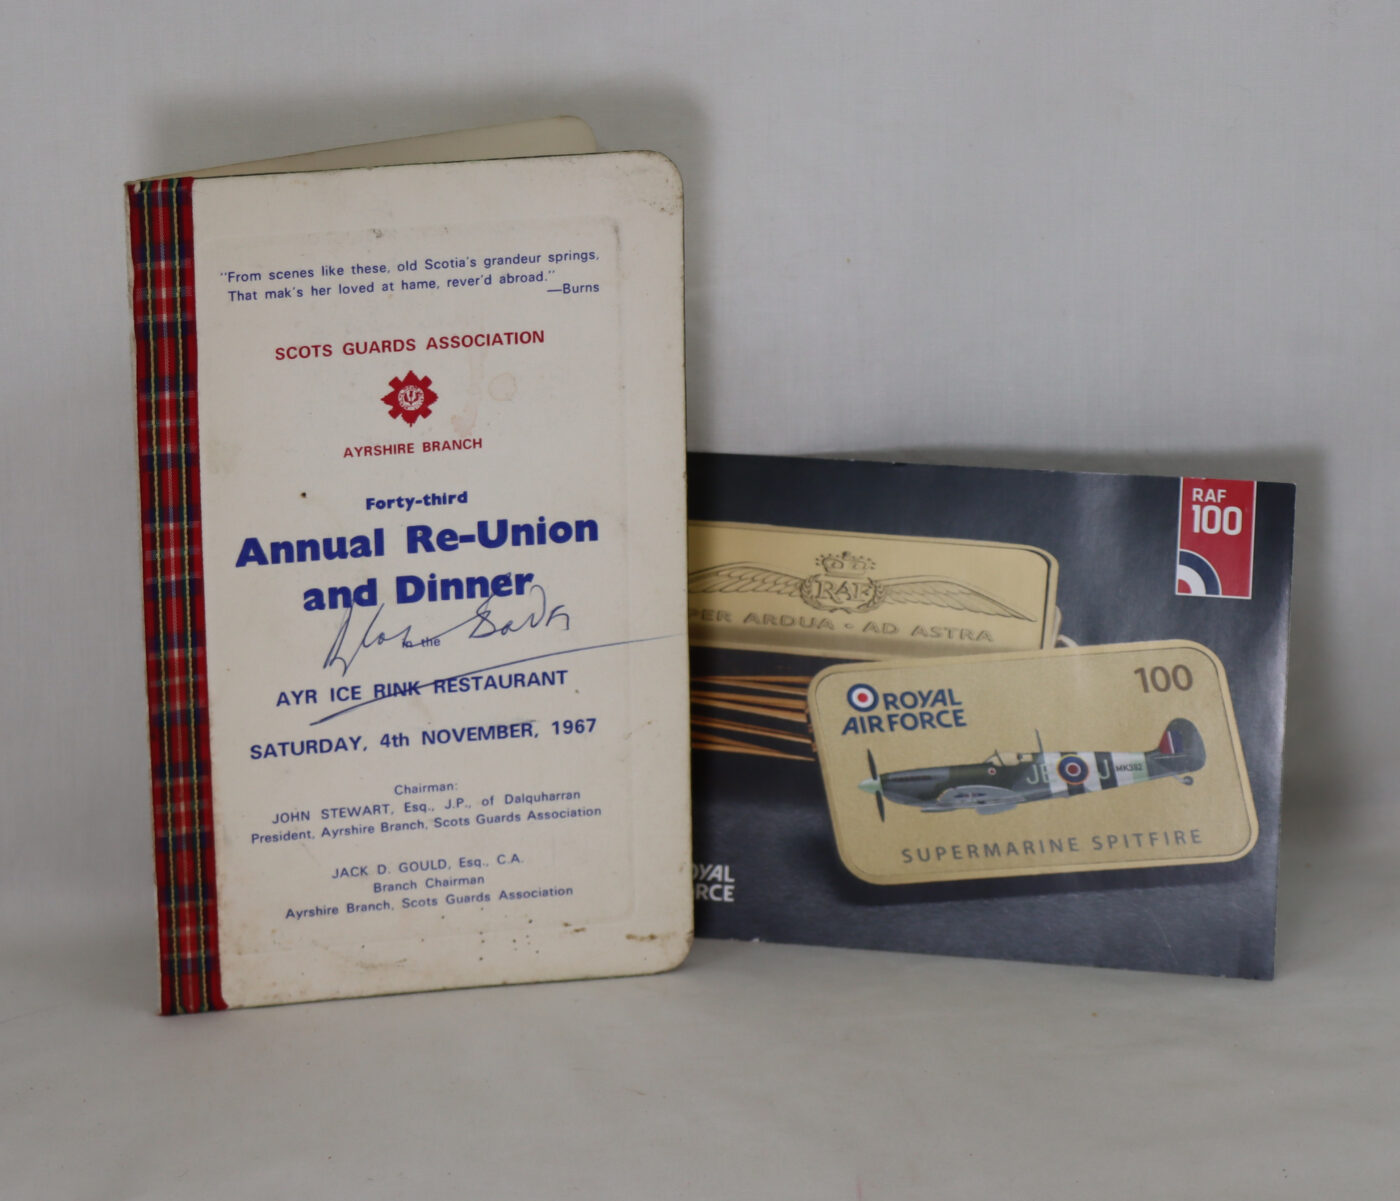 "From scenes like these, old Scotia's grandeur springs,
That mak's her loved at hame, rever'd abroad."
—Burns
SCOTS GUARDS ASSOCIATION
AYRSHIRE BRANCH
Forty-third
Annual Re-Union
and Dinner
in the
AYR ICE RINK RESTAURANT
SATURDAY, 4th NOVEMBER, 1967
Chairman:
JOHN STEWART, Esq., J.P., of Dalquharran
President, Ayrshire Branch, Scots Guards Association
JACK D. GOULD, Esq., C.A.
Branch Chairman
Ayrshire Branch, Scots Guards Association
RAF
100
RAF
PER ARDUA • AD ASTRA
100
ROYAL
AIR FORCE
JE J MK392
SUPERMARINE SPITFIRE
OYAL
RCE